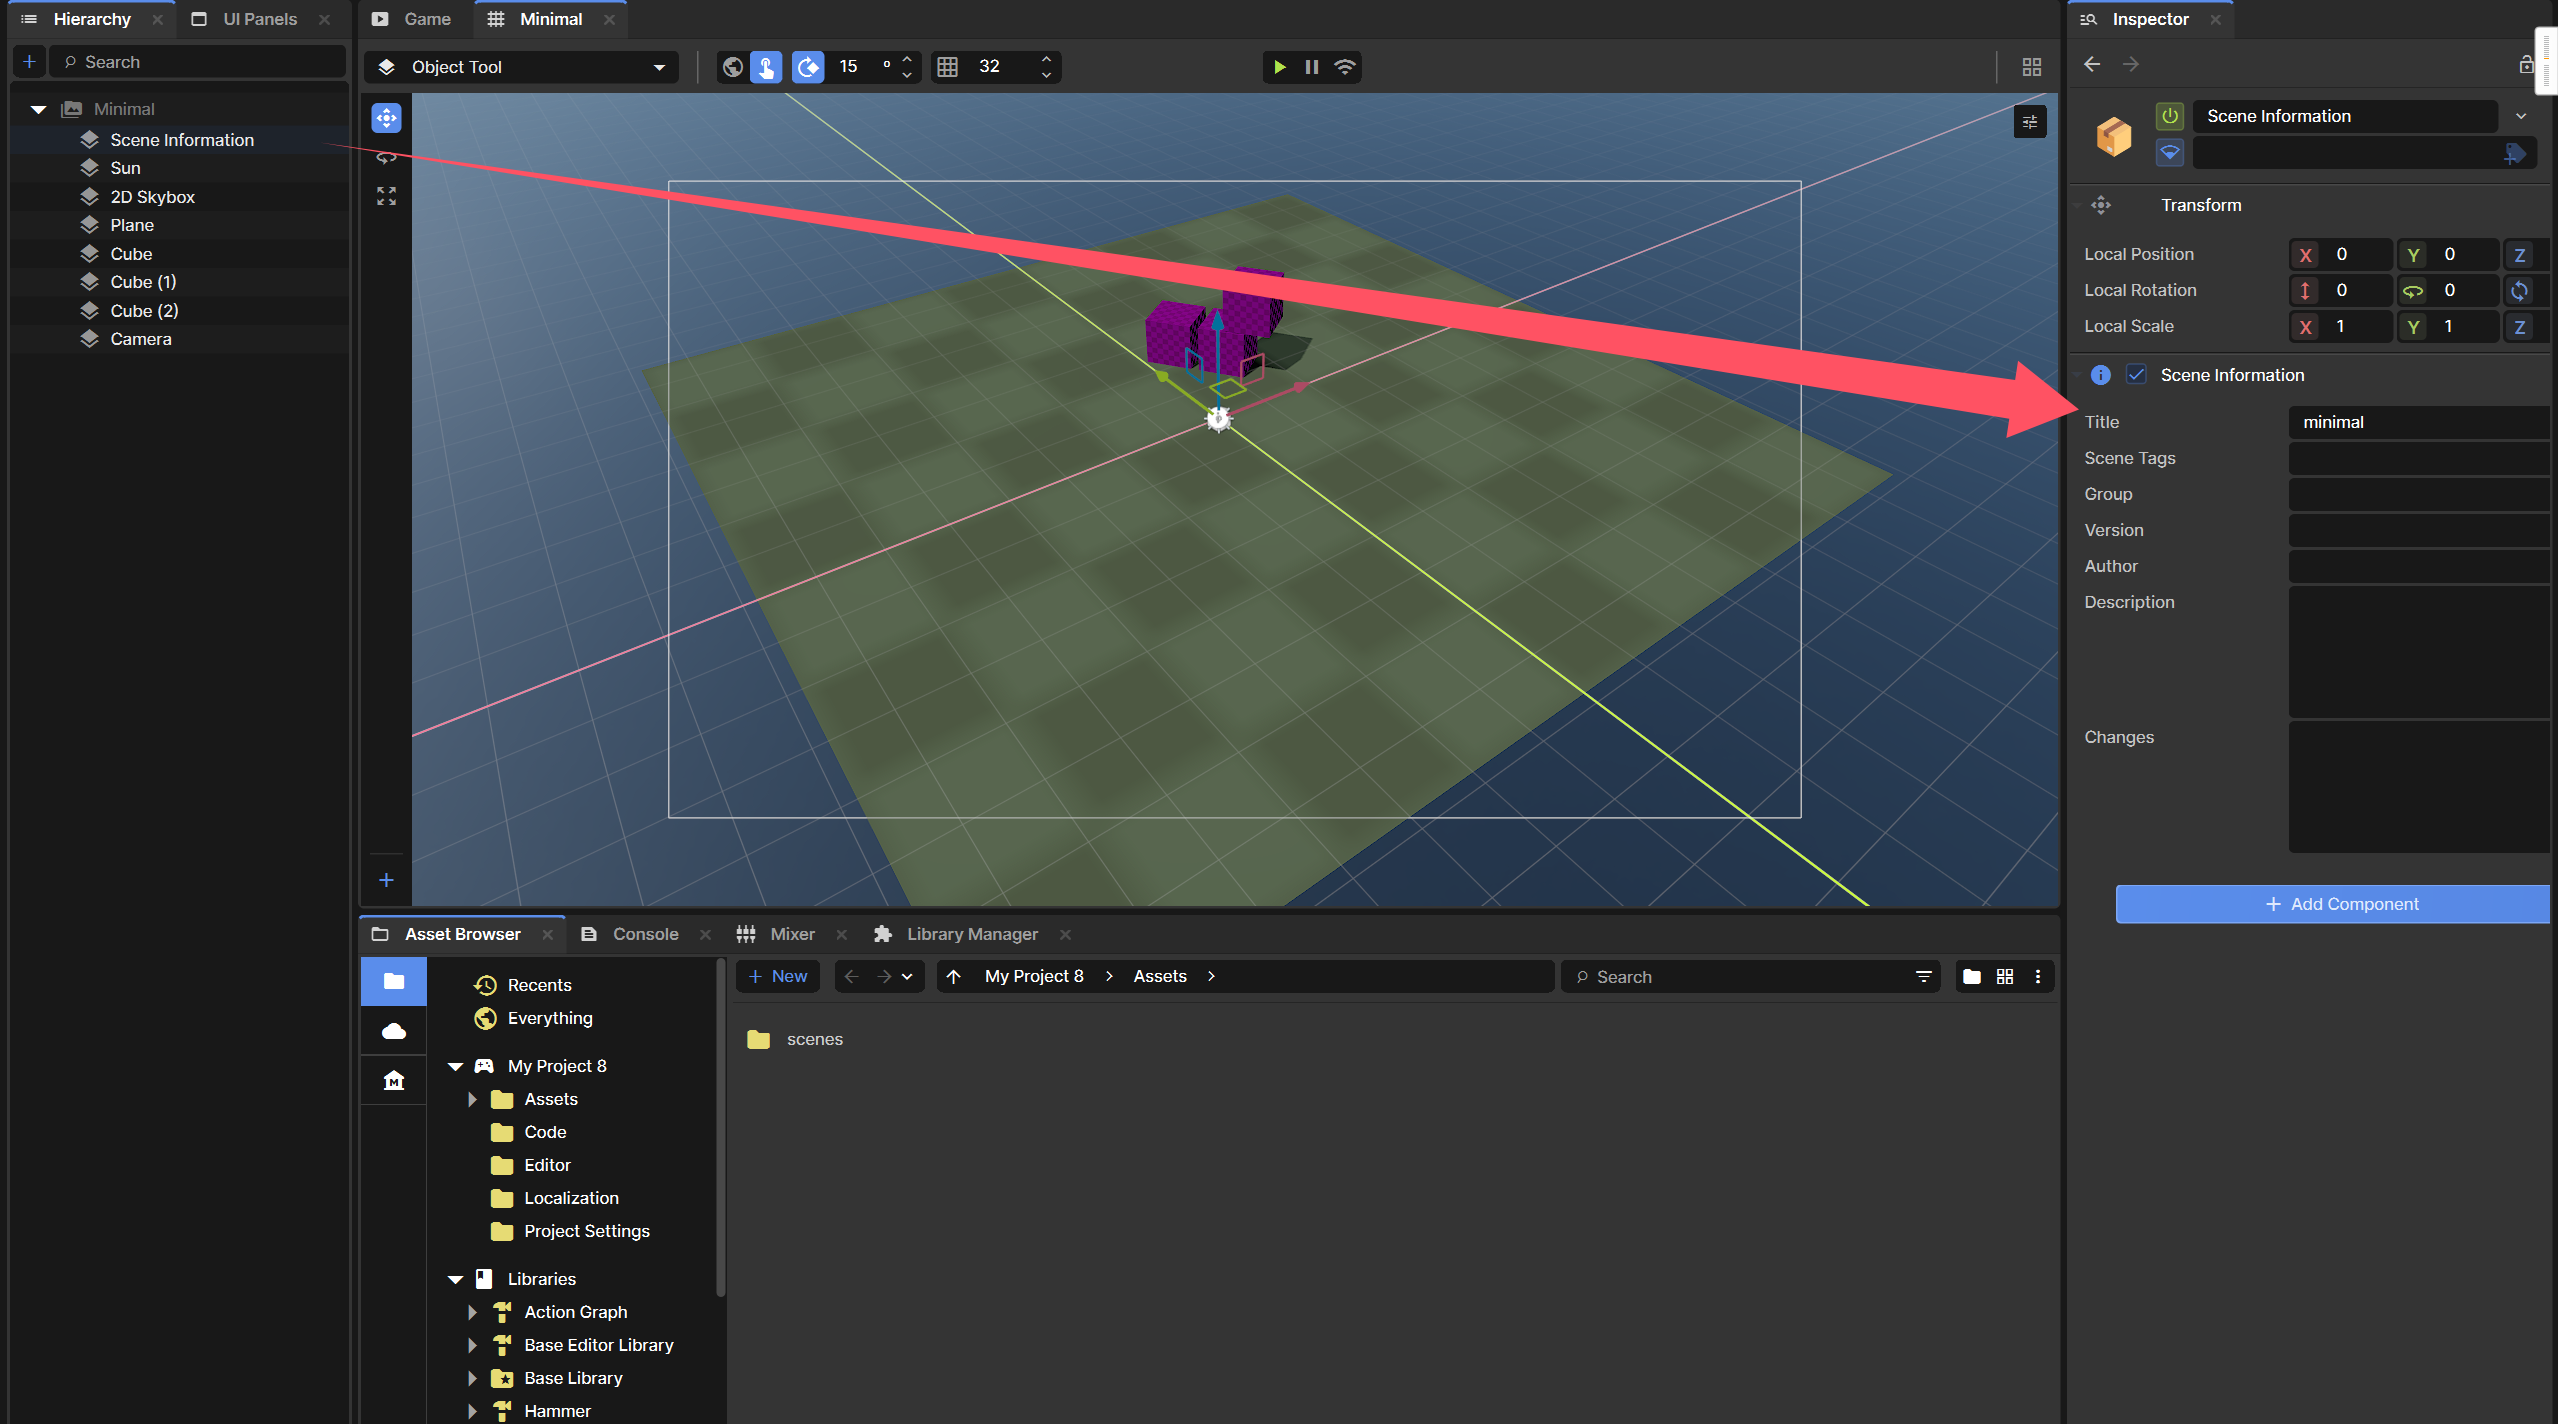 Hierarchy
UI Panels
Search
Minimal
Scene Information
Sun
2D Skybox
Plane
Cube
Cube (1)
Cube (2)
Camera
Game
Minimal
Object Tool
15 °
32
Inspector
Scene Information
Transform
Local Position X 0 Y 0 Z
Local Rotation 0 0
Local Scale X 1 Y 1 Z
Scene Information
Title minimal
Scene Tags
Group
Version
Author
Description
Changes
+ Add Component
Asset Browser
Console
Mixer
Library Manager
Recents
Everything
My Project 8
Assets
Code
Editor
Localization
Project Settings
Libraries
Action Graph
Base Editor Library
Base Library
Hammer
+ New
My Project 8 > Assets >
Search
scenes